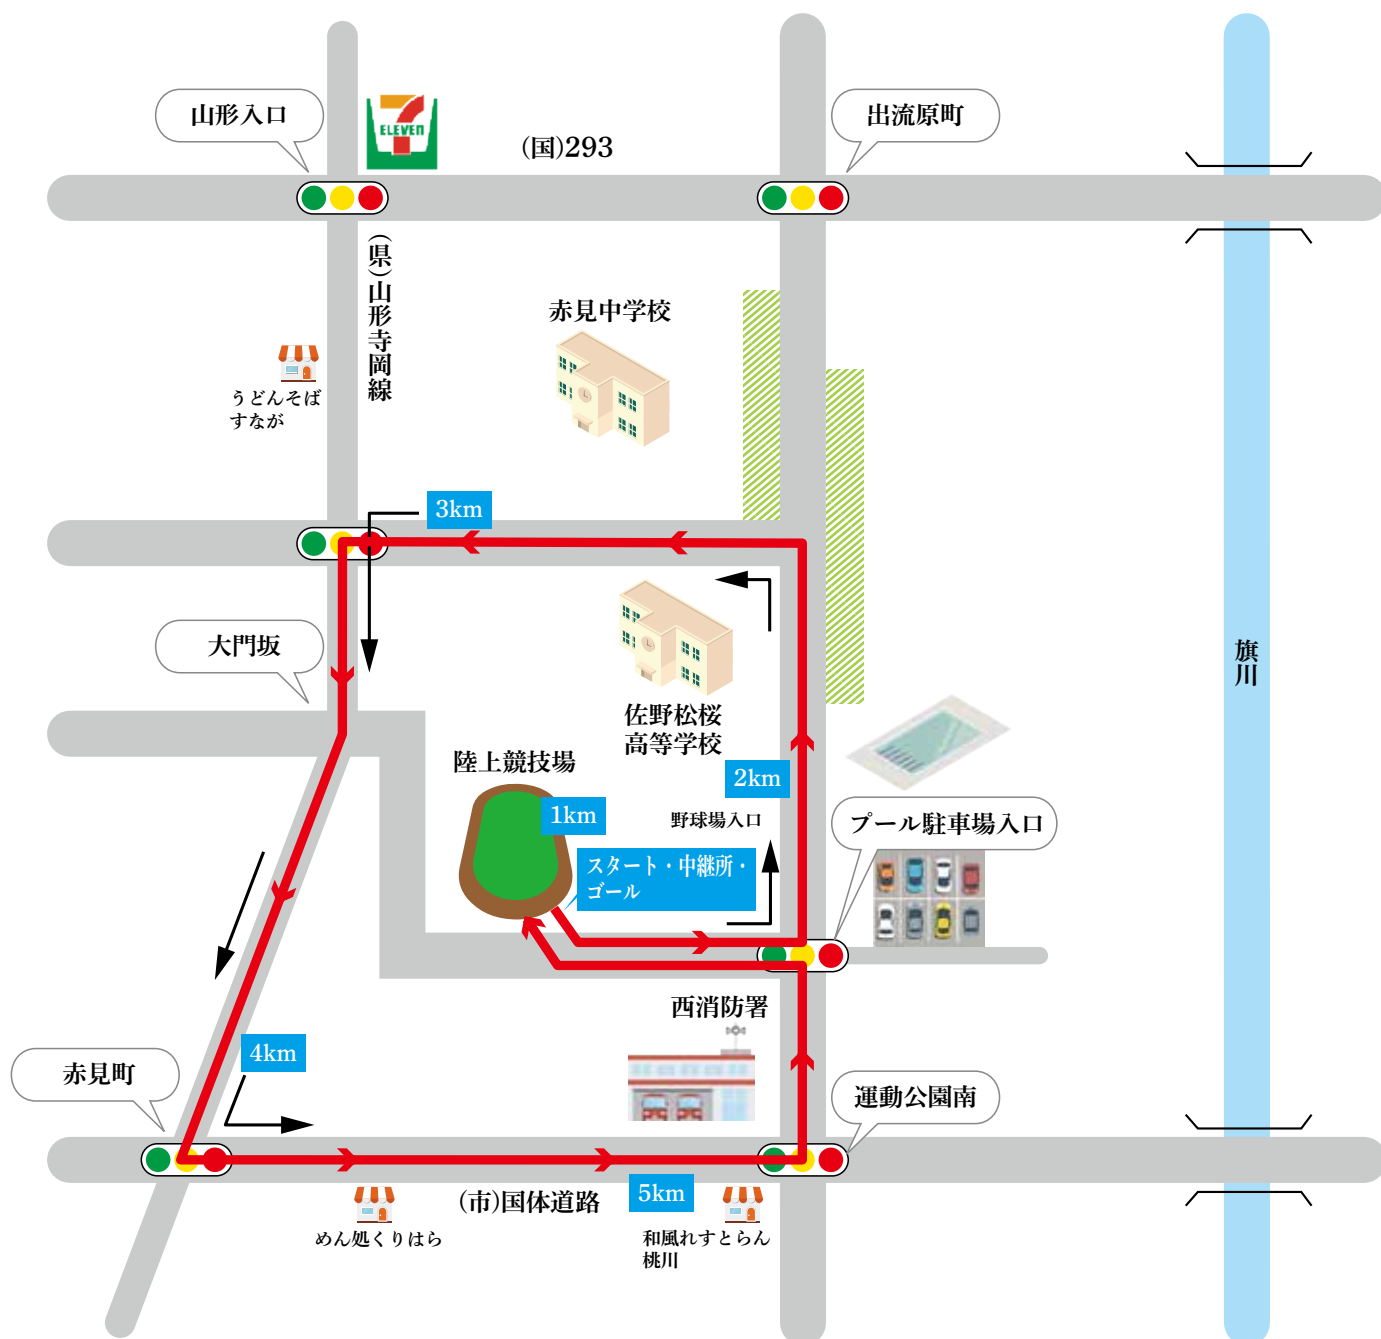 山形入口
ELEVEN
(国)293
出流原町
(県)山形寺岡線
赤見中学校
うどんそば
すなが
3km
大門坂
旗川
佐野松桜
高等学校
陸上競技場
2km
1km
野球場入口
プール駐車場入口
スタート・中継所・
ゴール
西消防署
4km
赤見町
運動公園南
5km
(市)国体道路
めん処くりはら
和風れすとらん
桃川